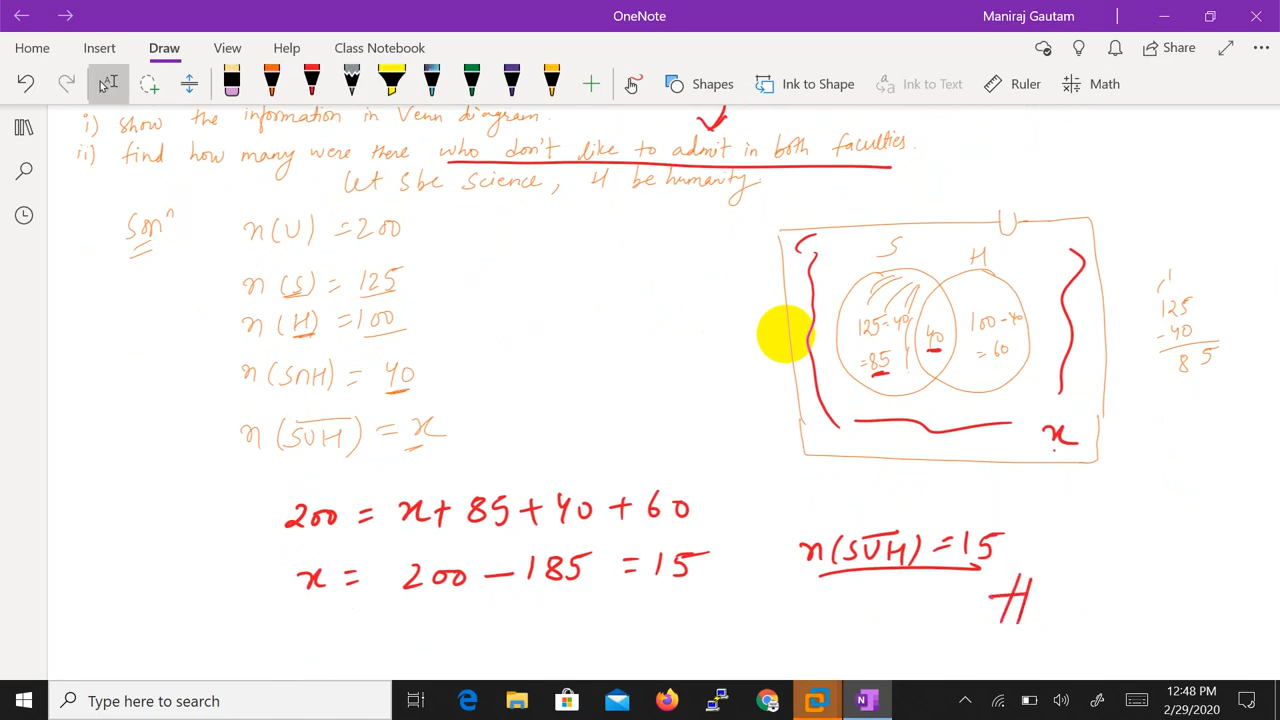 OneNote
Maniraj Gautam
Home Insert Draw View Help Class Notebook Share
Shapes Ink to Shape Ink to Text Ruler Math
i) Show the information in Venn diagram.
ii) find how many were there who don't like to admit in both faculties.
let S be Science, H be humanity.
Solⁿ
n(U) = 200
n(S) = 125
n(H) = 100
n(S∩H) = 40
n(\overline{S∪H}) = x
U
S H
125-40 40 100-40
=85 =60
x
125
-40
85
200 = x + 85 + 40 + 60
x = 200 - 185 = 15
n(\overline{S∪H}) = 15
Type here to search
12:48 PM
2/29/2020